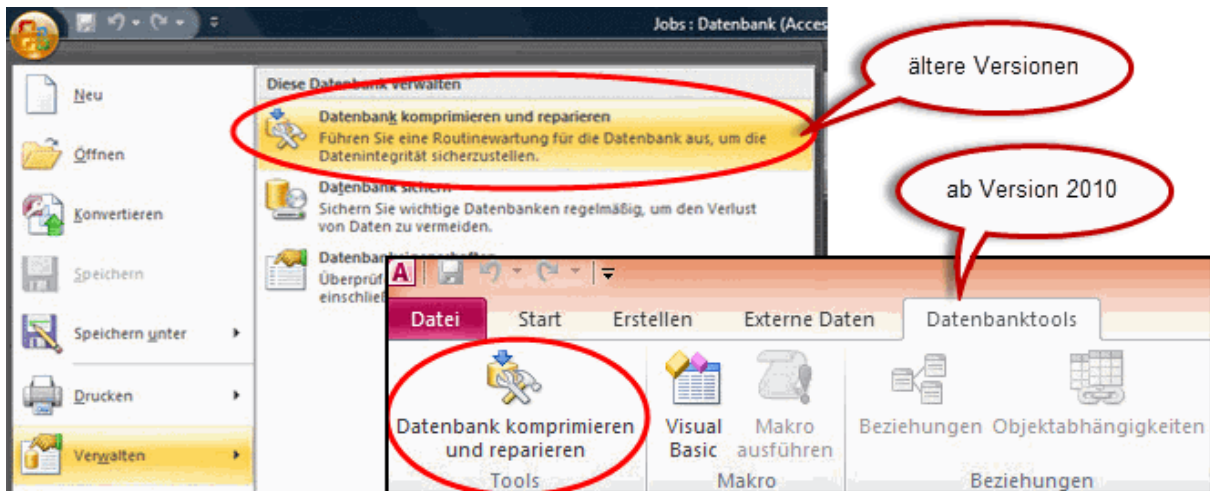 Jobs : Datenbank (Acces
ältere Versionen
Diese Datenbank verwalten
Neu
Datenbank komprimieren und reparieren
Führen Sie eine Routinewartung für die Datenbank aus, um die
Datenintegrität sicherzustellen.
Öffnen
Datenbank sichern
Sichern Sie wichtige Datenbanken regelmäßig, um den Verlust
von Daten zu vermeiden.
Konvertieren
ab Version 2010
Überprüf
einschließ
Speichern
Speichern unter
Drucken
Verwalten
A
Datei Start Erstellen Externe Daten Datenbanktools
Datenbank komprimieren
und reparieren
Visual
Basic
Makro
ausführen
Beziehungen Objektabhängigkeiten
Tools Makro Beziehungen